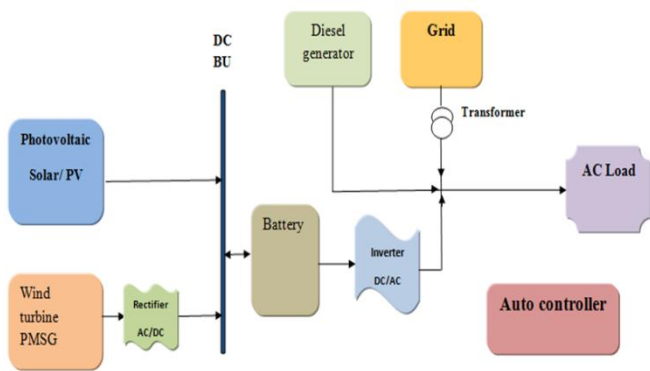 DC
BU
Diesel
generator
Grid
Transformer
Photovoltaic
Solar/ PV
AC Load
Battery
Inverter
DC/AC
Wind
turbine
PMSG
Rectifier
AC/DC
Auto controller